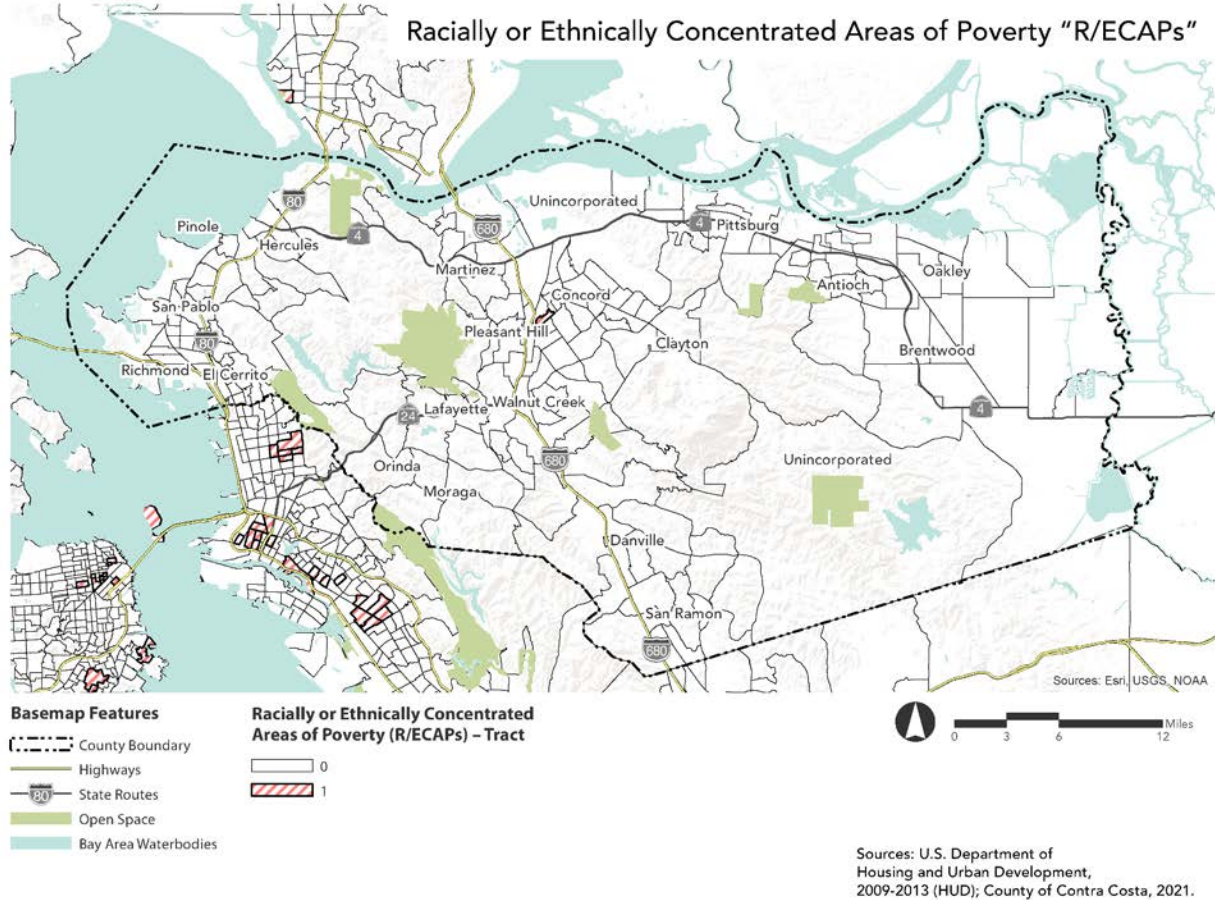 Racially or Ethnically Concentrated Areas of Poverty “R/ECAPs”
80
Unincorporated
4
Pittsburg
Pinole
680
4
Hercules
Martinez
Oakley
Antioch
Concord
San Pablo
Pleasant Hill
80
Clayton
Brentwood
Richmond
El Cerrito
Walnut Creek
Lafayette
24
4
Orinda
680
Unincorporated
Moraga
Danville
San Ramon
680
Sources: Esri, USGS, NOAA
Basemap Features
County Boundary
Highways
80
State Routes
Open Space
Bay Area Waterbodies
Racially or Ethnically Concentrated
Areas of Poverty (R/ECAPs) – Tract
0
1
Miles
0 3 6 12
Sources: U.S. Department of
Housing and Urban Development,
2009-2013 (HUD); County of Contra Costa, 2021.